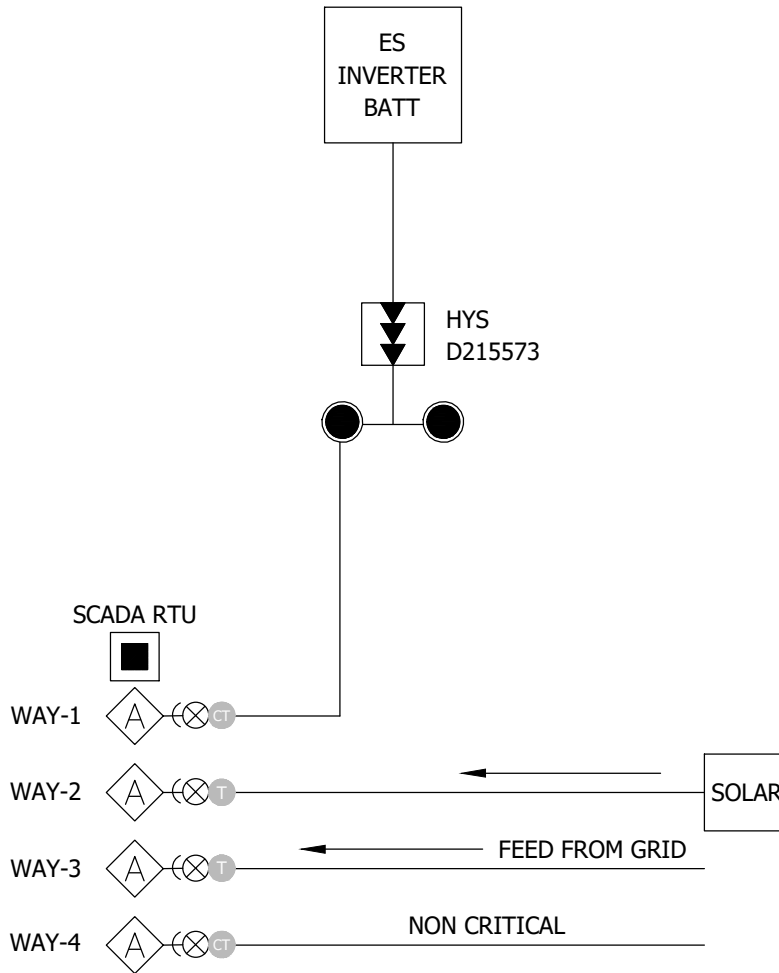 ES
INVERTER
BATT
HYS
D215573
SCADA RTU
WAY-1 A CT
WAY-2 A T SOLAR
WAY-3 A T FEED FROM GRID
WAY-4 A CT NON CRITICAL